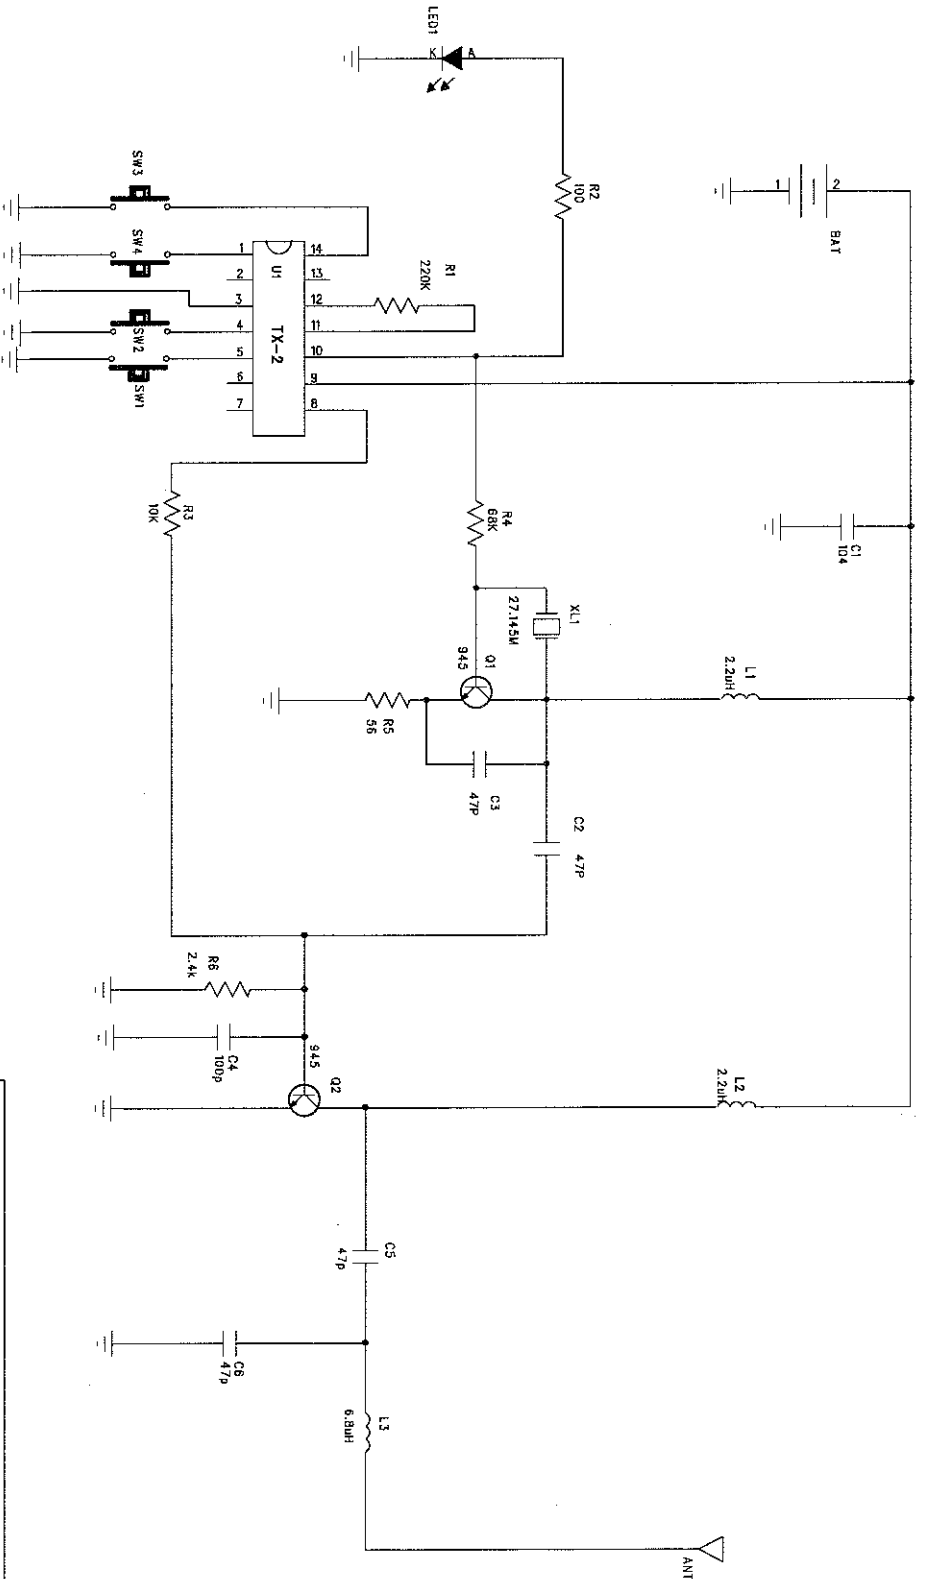 LED1
K
A
R2
100
1
2
BAT
SW3
SW4
SW2
SW1
U1
TX-2
1
2
3
4
5
6
7
14
13
12
11
10
9
8
R1
220K
R3
10K
R4
68K
C1
104
XL1
27.145M
Q1
945
R5
56
L1
2.2uH
C3
47P
C2
47P
R6
2.4k
C4
100p
945
Q2
L2
2.2uH
C5
47p
C6
47p
L3
6.8uH
ANT